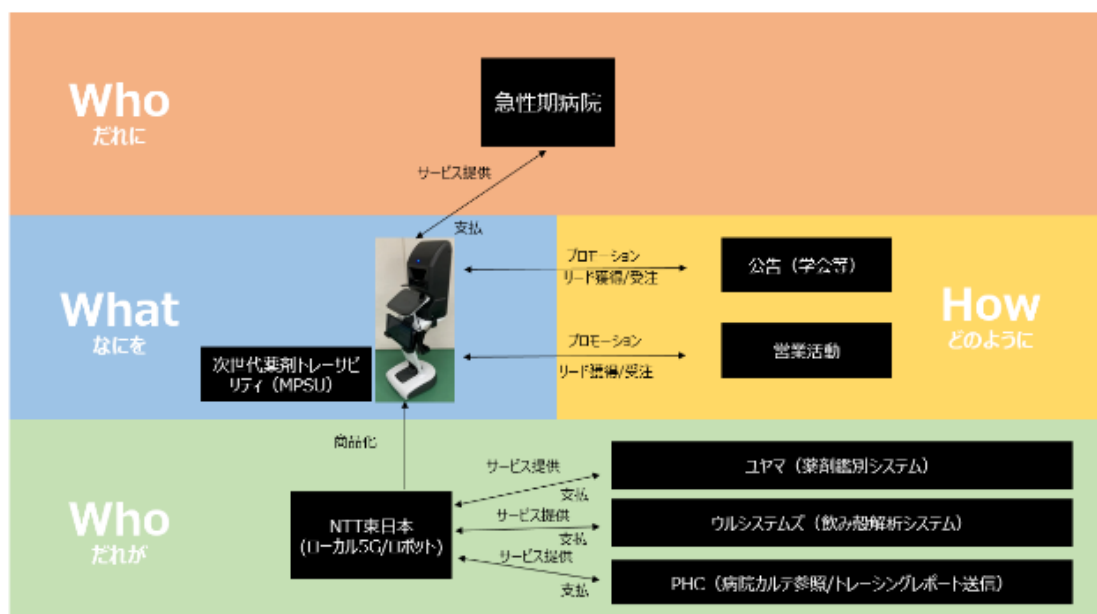 Who
だれに
急性期病院
サービス提供
支払
What
なにを
次世代薬剤トレーサビ
リティ（MPSU）
プロモーション
リード獲得/受注
公告（学会等）
プロモーション
リード獲得/受注
営業活動
How
どのように
商品化
Who
だれが
NTT東日本
(ローカル5G/ロボット)
サービス提供
支払
ユヤマ（薬剤鑑別システム）
サービス提供
支払
ウルシステムズ（飲み殻解析システム）
サービス提供
支払
PHC（病院カルテ参照/トレーシングレポート送信）